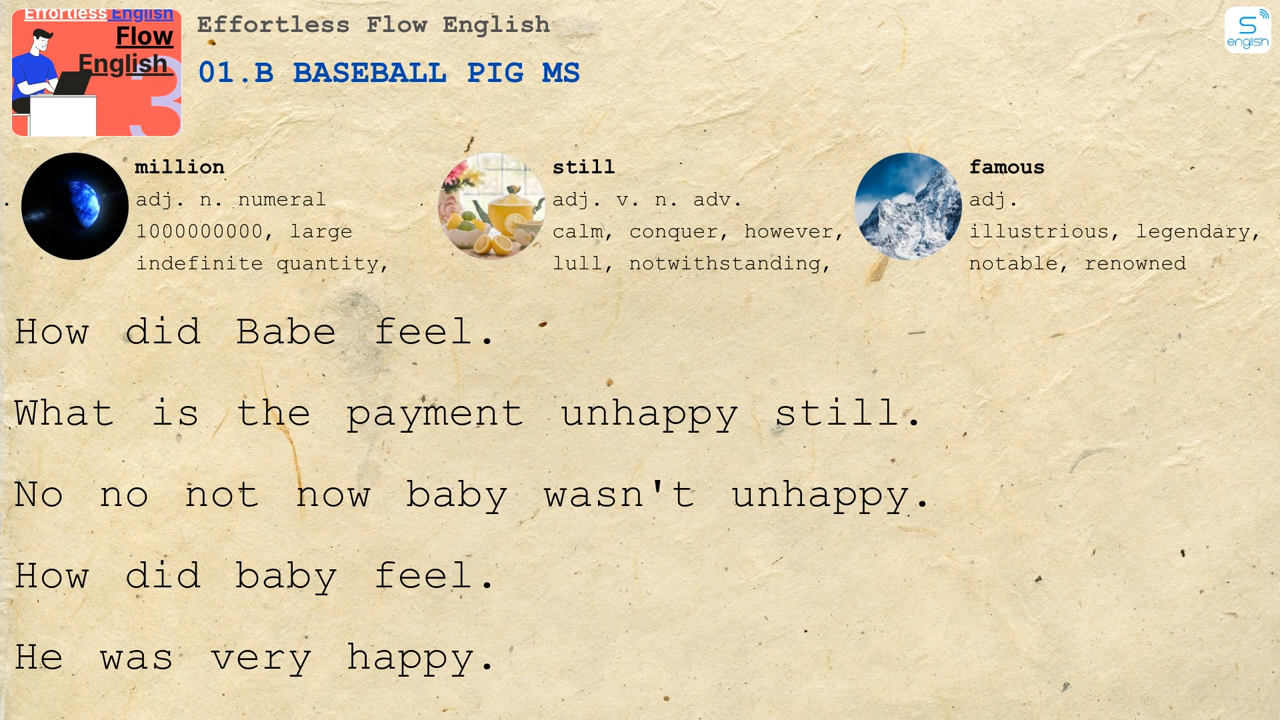 Effortless English
Flow
English
3
Effortless Flow English
01.B BASEBALL PIG MS
S
english
million
adj. n. numeral
1000000000, large
indefinite quantity,
still
adj. v. n. adv.
calm, conquer, however,
lull, notwithstanding,
famous
adj.
illustrious, legendary,
notable, renowned
How did Babe feel.
What is the payment unhappy still.
No no not now baby wasn't unhappy.
How did baby feel.
He was very happy.